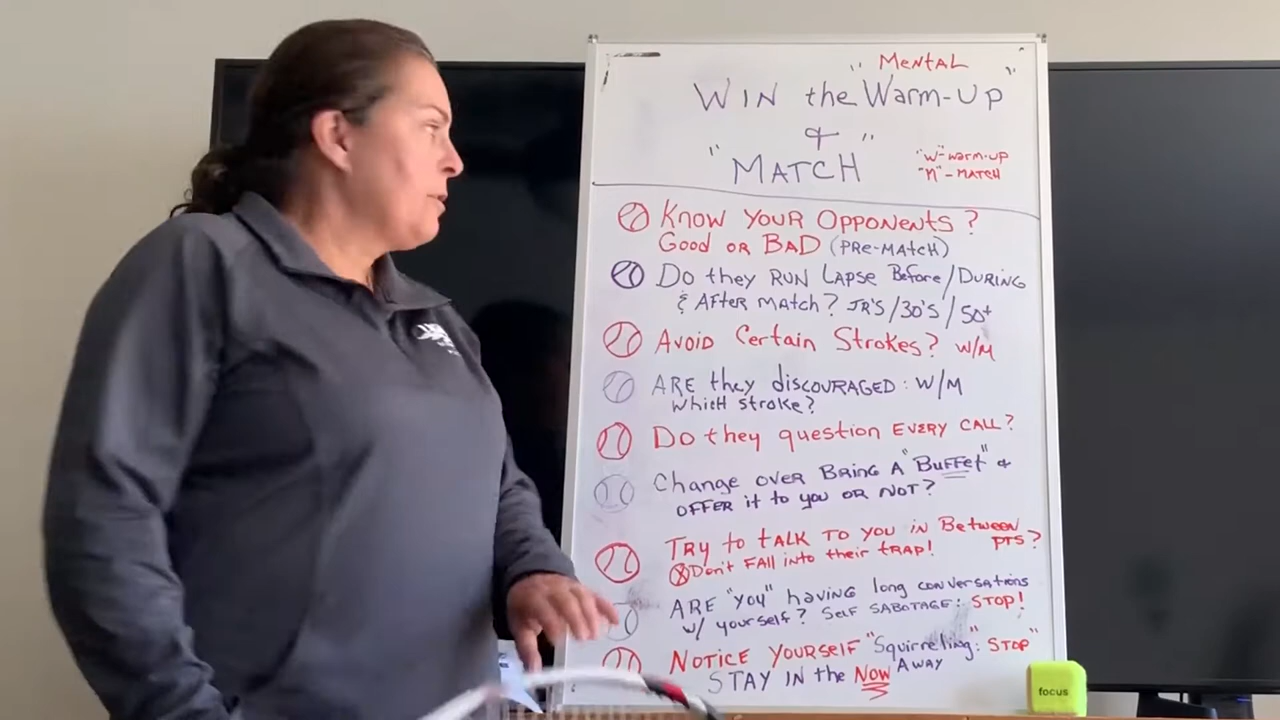 "Mental"
WIN the Warm-Up
&
"MATCH"
"W"-warm-up
"M"-MATCH
Know Your Opponents?
Good or BAD (Pre-Match)
Do they RUN Lapse Before/During
& After Match? JR'S/30'S/50+
Avoid Certain Strokes? W/M
ARE they discouraged: W/M
Which stroke?
Do they question EVERY CALL?
Change over Bring A "Buffet" &
OFFER it to you OR NOT?
Try to talk to you in Between
pts?
Don't Fall into their trap!
ARE "you" having long conversations
w/ yourself? Self Sabotage: STOP!
Notice Yourself "Squirreling:" STOP"
STAY IN the Now Away
focus